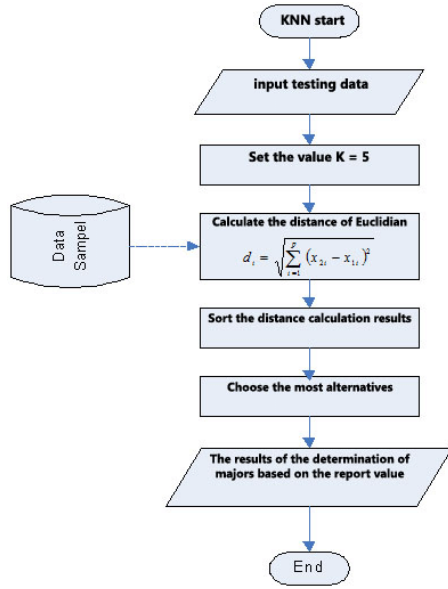 KNN start
input testing data
Set the value K = 5
Calculate the distance of Euclidian
d_i = √∑_{i=1}^{p} (x_{2i} − x_{1i})^2
Data
Sampel
Sort the distance calculation results
Choose the most alternatives
The results of the determination of
majors based on the report value
End